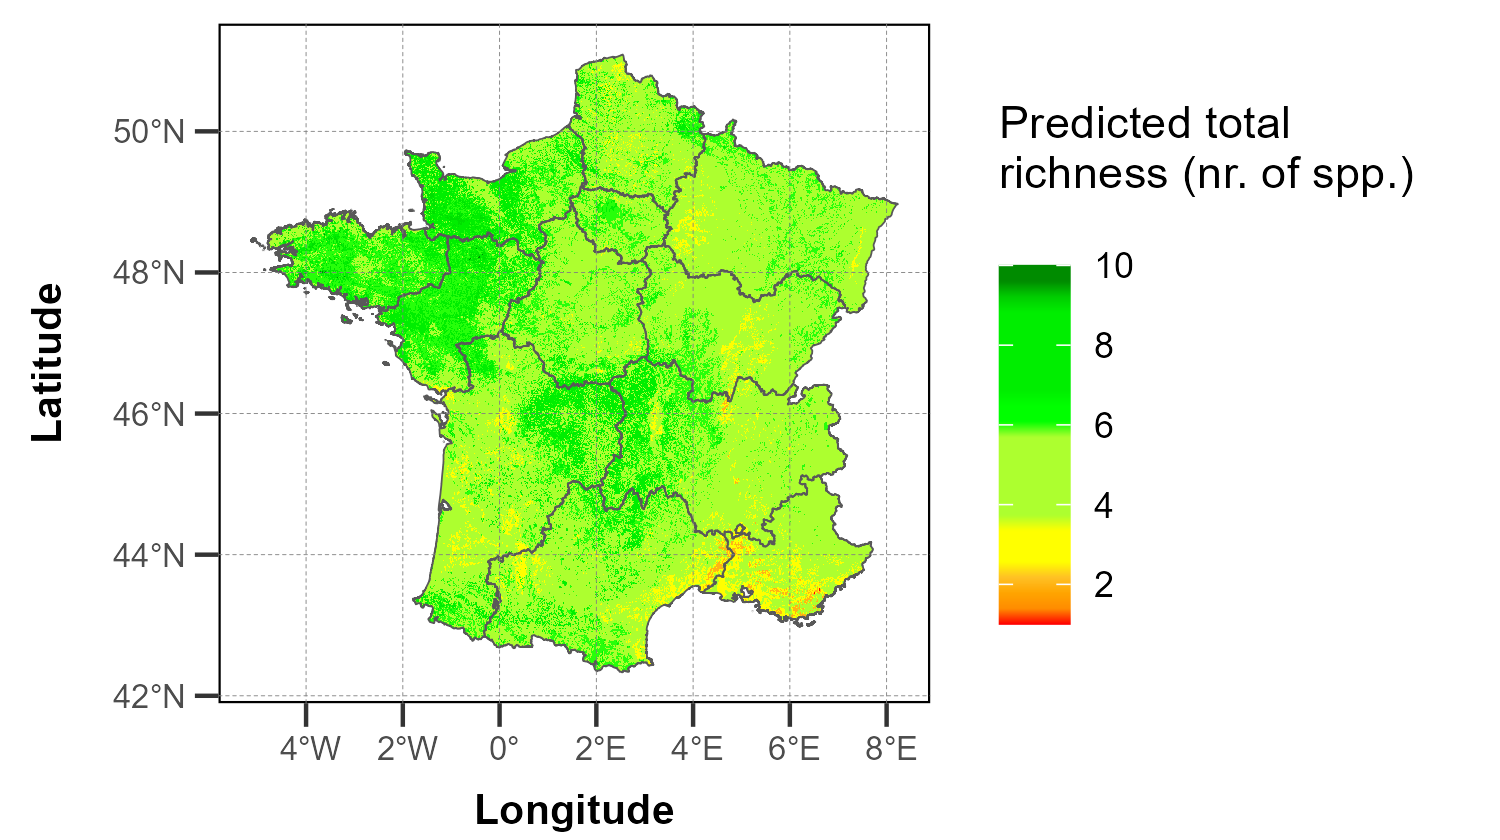 Latitude
50°N
48°N
46°N
44°N
42°N
4°W 2°W 0° 2°E 4°E 6°E 8°E
Longitude
Predicted total
richness (nr. of spp.)
10
8
6
4
2